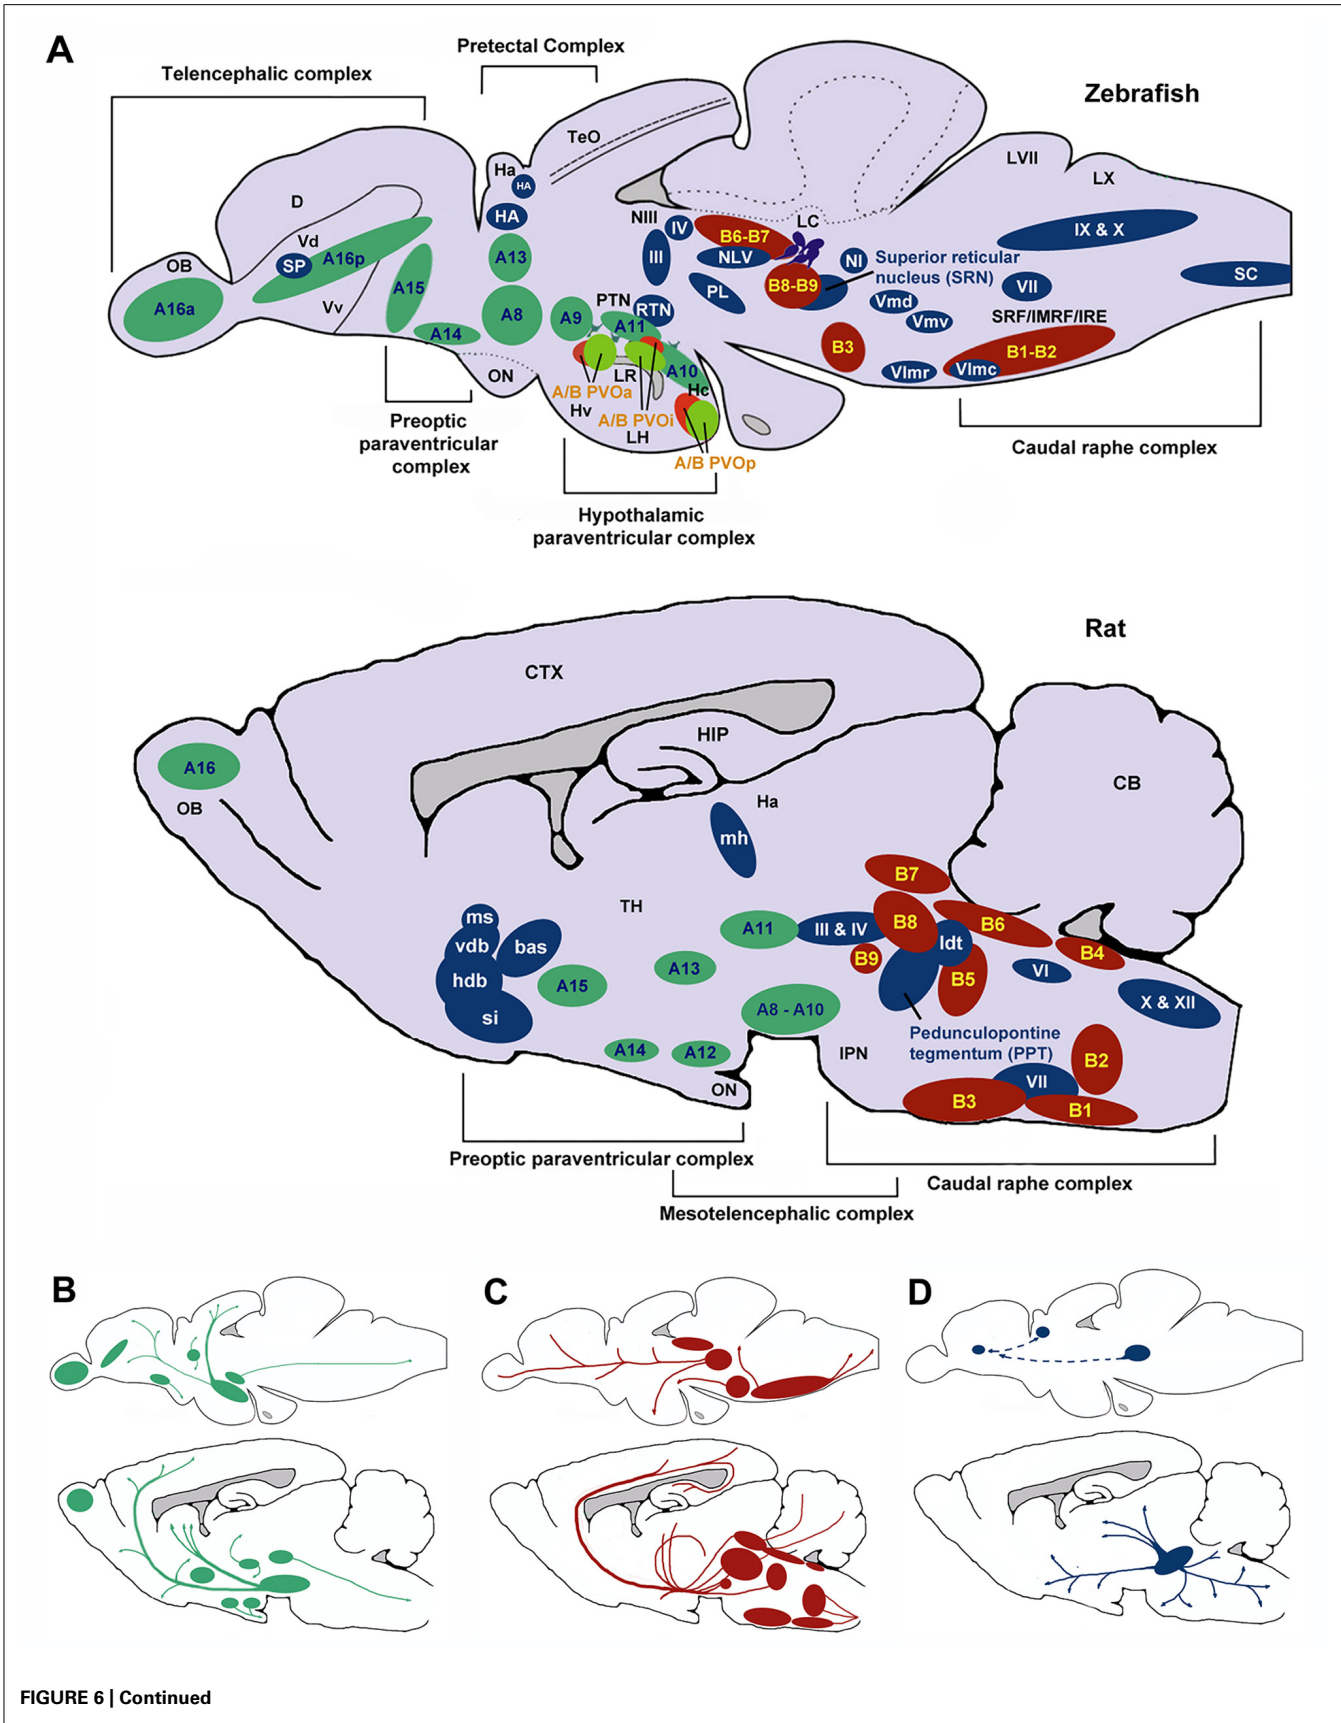 A
Pretectal Complex
Telencephalic complex
Zebrafish
TeO
LVII
LX
Ha
HA
D
HA
NIII
IV
B6-B7
LC
IX & X
Vd
SP
A16p
A13
III
NLV
NI
Superior reticular
nucleus (SRN)
OB
A15
PL
B8-B9
SC
A16a
Vv
A8
A9
PTN
RTN
A11
Vmd
VII
Vmv
SRF/IMRF/IRE
A14
B3
B1-B2
ON
LR
A10
VImr
VImc
A/B PVOa
Hc
Hv
A/B PVOi
LH
A/B PVOp
Preoptic
paraventricular
complex
Caudal raphe complex
Hypothalamic
paraventricular complex
Rat
CTX
HIP
A16
OB
CB
Ha
mh
B7
TH
ms
A11
III & IV
B8
B6
vdb
bas
ldt
B4
B9
A13
VI
hdb
A15
B5
si
A8 - A10
X & XII
Pedunculopontine
tegmentum (PPT)
A14
A12
IPN
B2
ON
VII
B3
B1
Preoptic paraventricular complex
Caudal raphe complex
Mesotelencephalic complex
B
C
D
FIGURE 6 | Continued